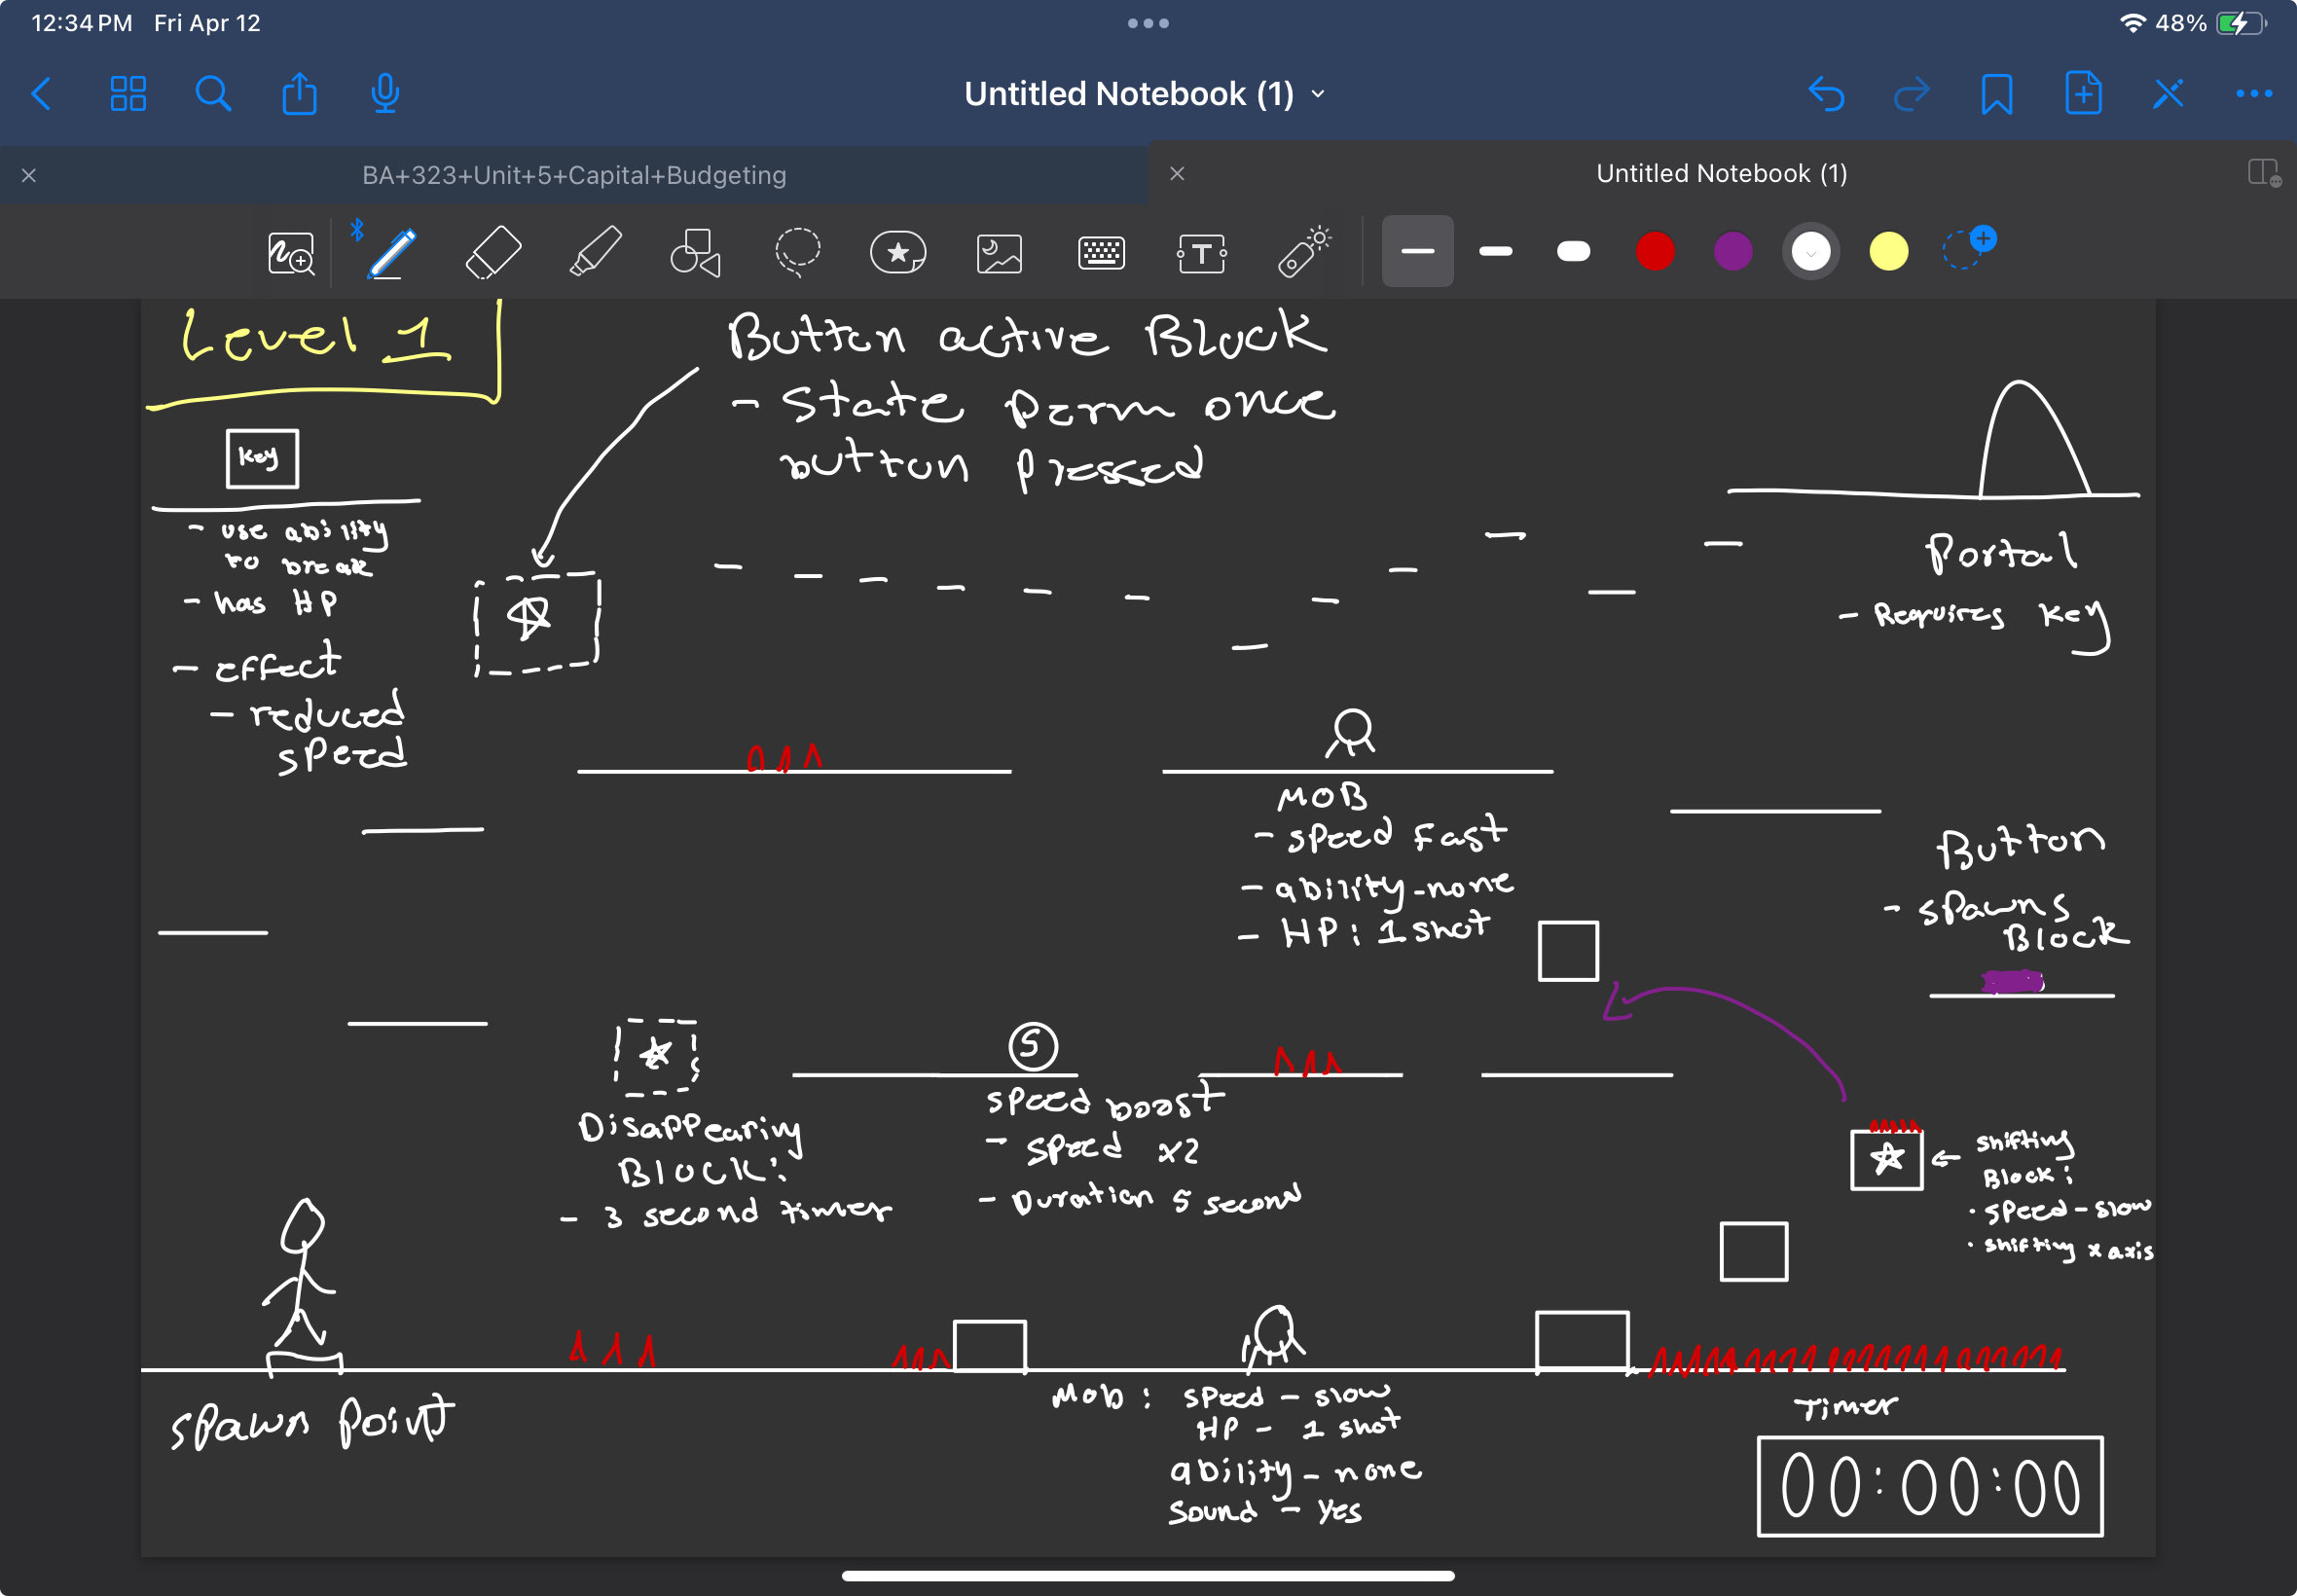 12:34 PM Fri Apr 12
48%
Untitled Notebook (1)
BA+323+Unit+5+Capital+Budgeting
Untitled Notebook (1)
T
Level 1
Button active Block
- State perm once
button pressed
Key
- use ability
to break
- has HP
- effect
- reduced
speed
Portal
- Requires key
MOB
- speed fast
- ability - none
- HP: 1 shot
Button
- spawns
Block
Disappearing
Block:
- 3 second timer
S
speed boost
- speed x2
- Duration 5 second
shifting
Block:
· speed - slow
· shifting x axis
Spawn point
Mob: speed - slow
HP - 1 shot
ability - none
sound - yes
Timer
00:00:00